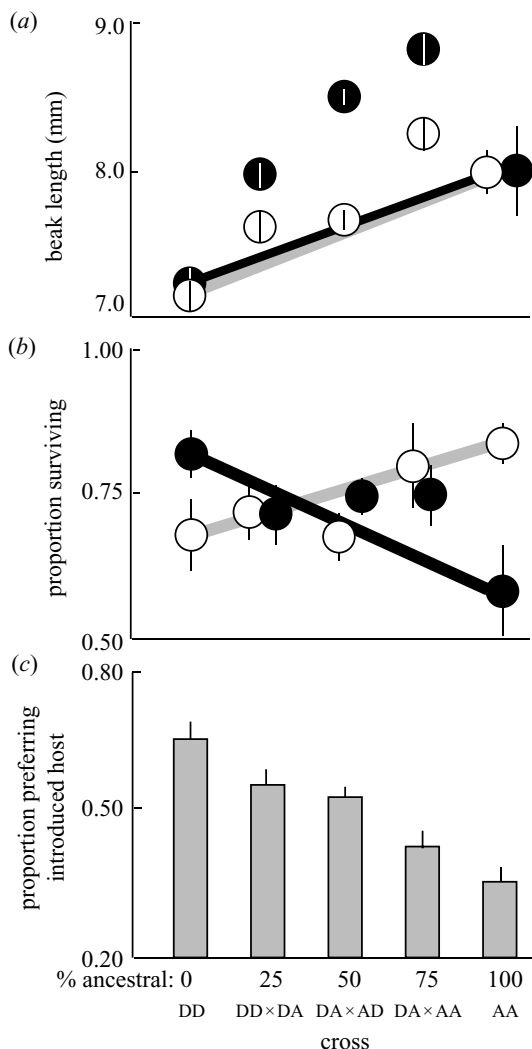 (a)
9.0
8.0
7.0
beak length (mm)
(b)
1.00
0.75
0.50
proportion surviving
(c)
0.80
0.50
0.20
proportion preferring
introduced host
% ancestral: 0 25 50 75 100
DD DD×DA DA×AD DA×AA AA
cross